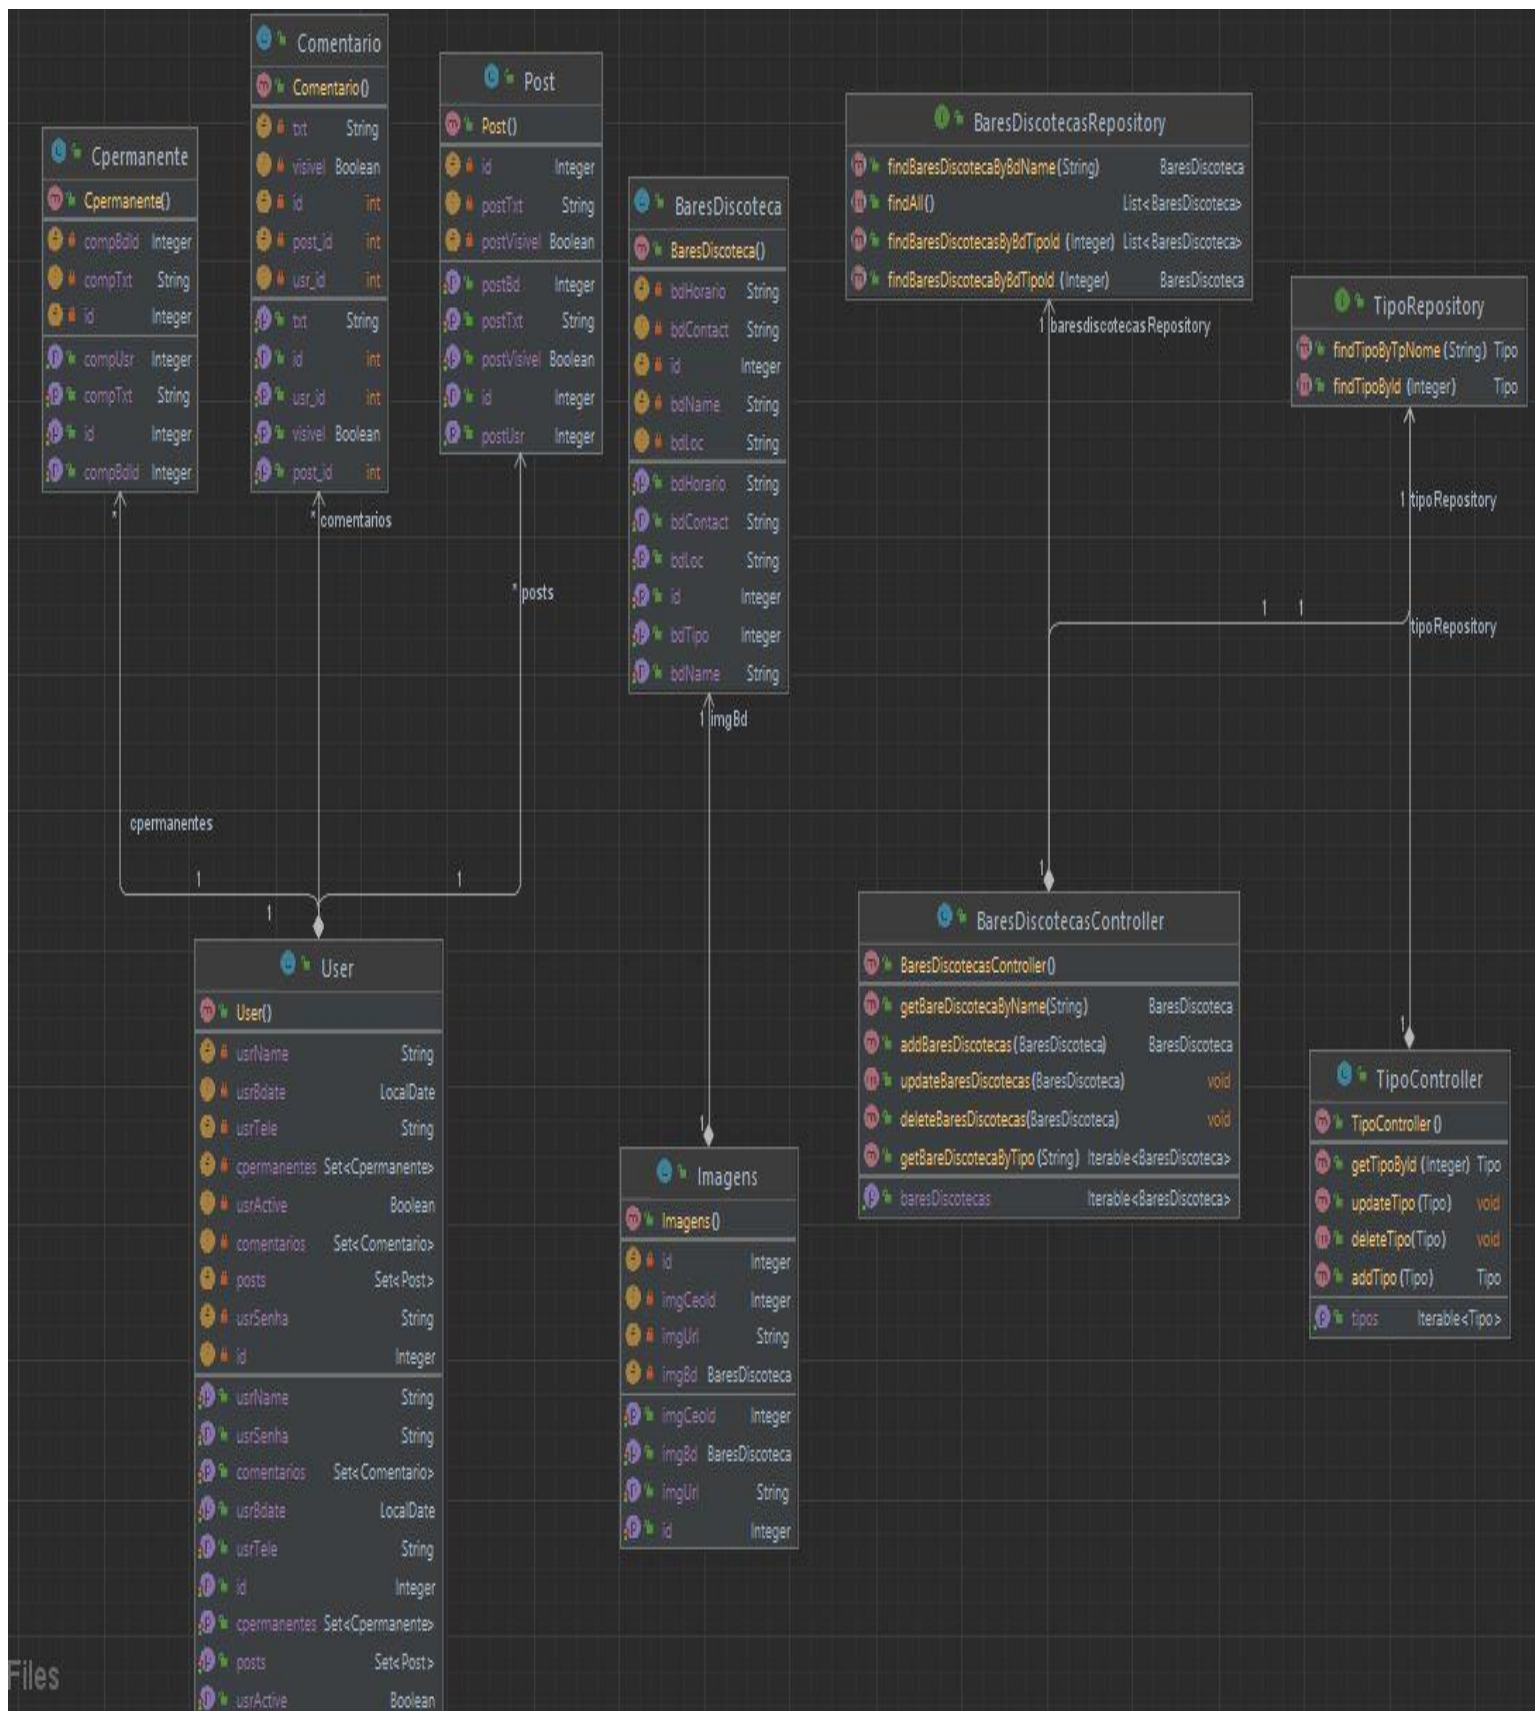 Cpermanente
Cpermanente()
compBdId Integer
compTxt String
id Integer
compUsr Integer
compTxt String
id Integer
compBdId Integer
Comentario
Comentario()
txt String
visivel Boolean
id int
post_id int
usr_id int
txt String
id int
usr_id int
visivel Boolean
post_id int
Post
Post()
id Integer
postTxt String
postVisivel Boolean
postBd Integer
postTxt String
postVisivel Boolean
id Integer
postUsr Integer
BaresDiscoteca
BaresDiscoteca()
bdHorario String
bdContact String
id Integer
bdName String
bdLoc String
bdHorario String
bdContact String
bdLoc String
id Integer
bdTipo Integer
bdName String
BaresDiscotecasRepository
findBaresDiscotecaByBdName(String) BaresDiscoteca
findAll() List<BaresDiscoteca>
findBaresDiscotecasByBdTipoId (Integer) List<BaresDiscoteca>
findBaresDiscotecaByBdTipoId (Integer) BaresDiscoteca
TipoRepository
findTipoByTpNome(String) Tipo
findTipoById (Integer) Tipo
*
* comentarios
* posts
1 imgBd
1 baresdiscotecasRepository
1 tipoRepository
1 1
tipoRepository
cpermanentes
1
1
1
1
1
1
User
User()
usrName String
usrBdate LocalDate
usrTele String
cpermanentes Set<Cpermanente>
usrActive Boolean
comentarios Set<Comentario>
posts Set<Post>
usrSenha String
id Integer
usrName String
usrSenha String
comentarios Set<Comentario>
usrBdate LocalDate
usrTele String
id Integer
cpermanentes Set<Cpermanente>
posts Set<Post>
usrActive Boolean
Imagens
Imagens()
id Integer
imgCeoId Integer
imgUrl String
imgBd BaresDiscoteca
imgCeoId Integer
imgBd BaresDiscoteca
imgUrl String
id Integer
BaresDiscotecasController
BaresDiscotecasController()
getBareDiscotecaByName(String) BaresDiscoteca
addBaresDiscotecas(BaresDiscoteca) BaresDiscoteca
updateBaresDiscotecas(BaresDiscoteca) void
deleteBaresDiscotecas(BaresDiscoteca) void
getBareDiscotecaByTipo(String) Iterable<BaresDiscoteca>
baresDiscotecas Iterable<BaresDiscoteca>
TipoController
TipoController()
getTipoById (Integer) Tipo
updateTipo(Tipo) void
deleteTipo(Tipo) void
addTipo(Tipo) Tipo
tipos Iterable<Tipo>
Files